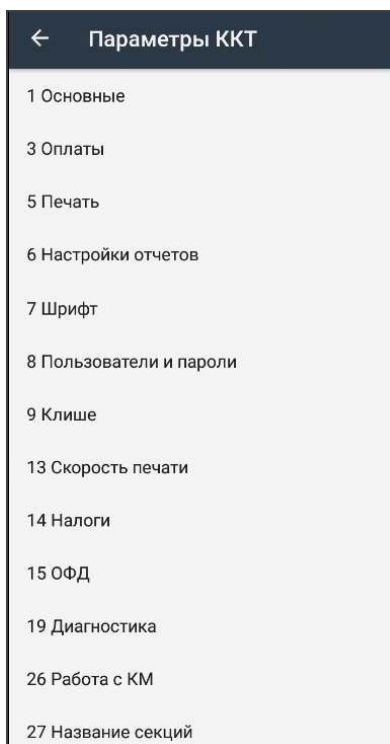 Параметры ККТ
1 Основные
3 Оплаты
5 Печать
6 Настройки отчетов
7 Шрифт
8 Пользователи и пароли
9 Клише
13 Скорость печати
14 Налоги
15 ОФД
19 Диагностика
26 Работа с КМ
27 Название секций